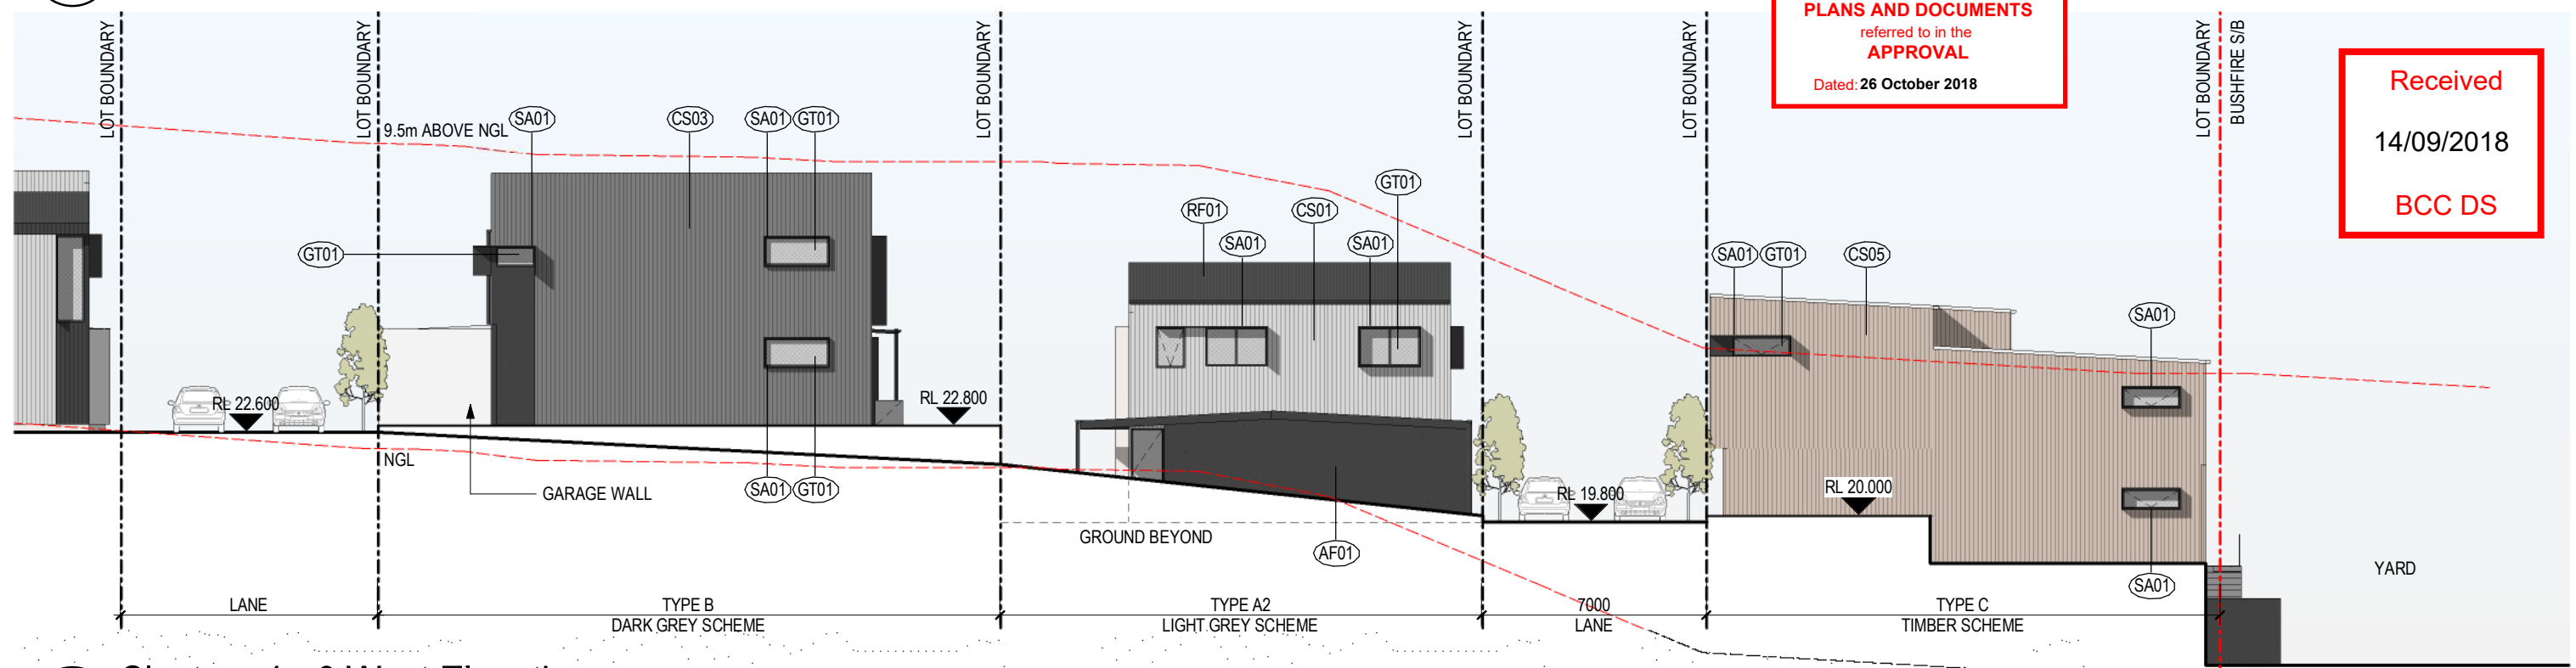 PLANS AND DOCUMENTS
referred to in the
APPROVAL
Dated: 26 October 2018
Received
14/09/2018
BCC DS
LOT BOUNDARY
LOT BOUNDARY
LOT BOUNDARY
LOT BOUNDARY
LOT BOUNDARY
LOT BOUNDARY
BUSHFIRE S/B
9.5m ABOVE NGL
SA01
CS03
SA01
GT01
GT01
GT01
RF01
CS01
SA01
SA01
SA01
GT01
CS05
SA01
RL 22.600
RL 22.800
NGL
GARAGE WALL
SA01
GT01
GROUND BEYOND
AF01
RL 19.800
RL 20.000
SA01
YARD
LANE
TYPE B
DARK GREY SCHEME
TYPE A2
LIGHT GREY SCHEME
7000
LANE
TYPE C
TIMBER SCHEME